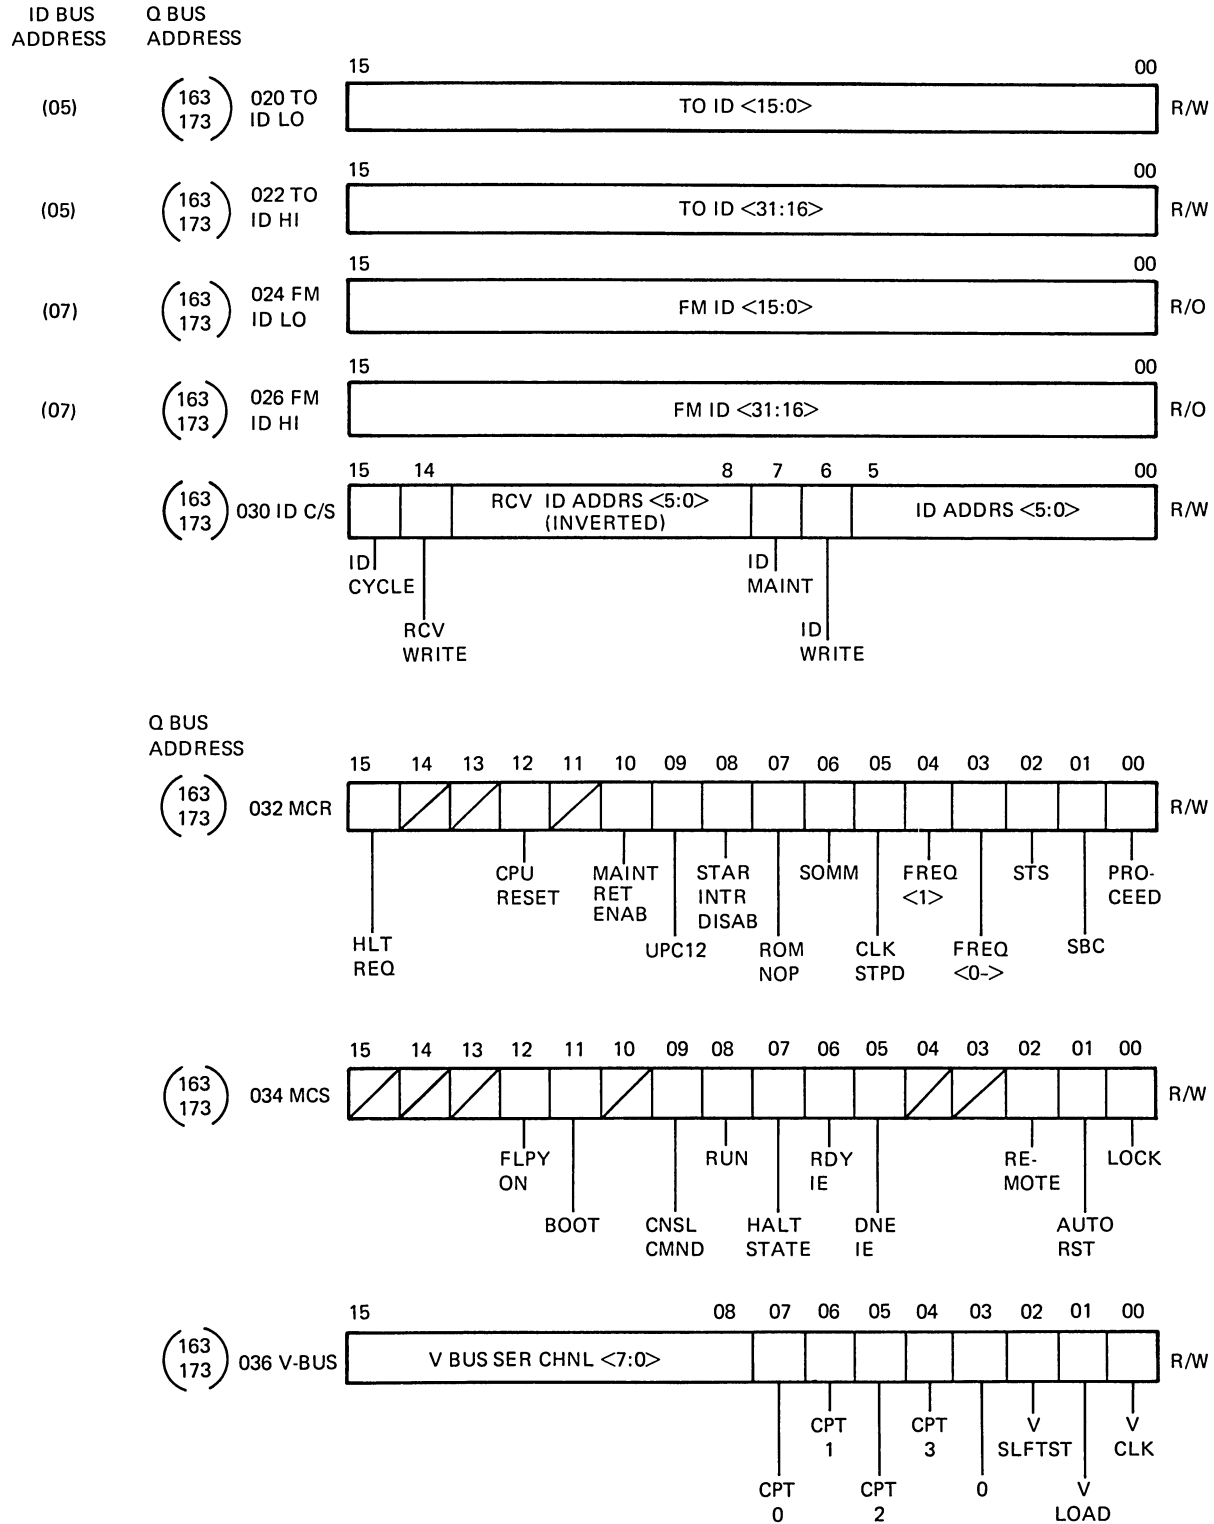 ID BUS ADDRESS
Q BUS ADDRESS
15 00
(05) (163 173) 020 TO ID LO TO ID <15:0> R/W
15 00
(05) (163 173) 022 TO ID HI TO ID <31:16> R/W
15 00
(07) (163 173) 024 FM ID LO FM ID <15:0> R/O
15 00
(07) (163 173) 026 FM ID HI FM ID <31:16> R/O
15 14 8 7 6 5 00
(163 173) 030 ID C/S RCV ID ADDRS <5:0> (INVERTED) ID ADDRS <5:0> R/W
ID CYCLE
ID MAINT
RCV WRITE
ID WRITE
Q BUS ADDRESS
15 14 13 12 11 10 09 08 07 06 05 04 03 02 01 00
(163 173) 032 MCR R/W
CPU RESET
MAINT RET ENAB
STAR INTR DISAB
SOMM
FREQ <1>
STS
PRO- CEED
HLT REQ
UPC12
ROM NOP
CLK STPD
FREQ <0->
SBC
15 14 13 12 11 10 09 08 07 06 05 04 03 02 01 00
(163 173) 034 MCS R/W
FLPY ON
RUN
RDY IE
RE- MOTE
LOCK
BOOT
CNSL CMND
HALT STATE
DNE IE
AUTO RST
15 08 07 06 05 04 03 02 01 00
(163 173) 036 V-BUS V BUS SER CHNL <7:0> R/W
CPT 1
CPT 3
V SLFTST
V CLK
CPT 0
CPT 2
0
V LOAD